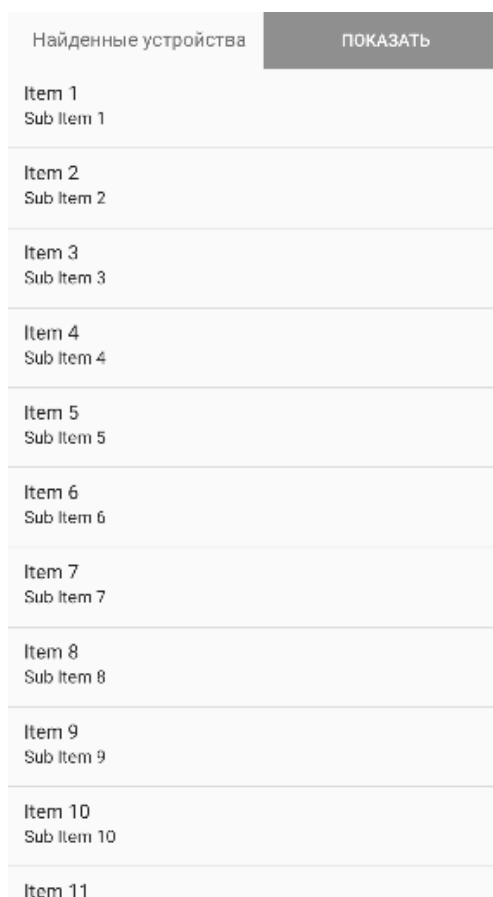 Найденные устройства ПОКАЗАТЬ
Item 1
Sub Item 1
Item 2
Sub Item 2
Item 3
Sub Item 3
Item 4
Sub Item 4
Item 5
Sub Item 5
Item 6
Sub Item 6
Item 7
Sub Item 7
Item 8
Sub Item 8
Item 9
Sub Item 9
Item 10
Sub Item 10
Item 11